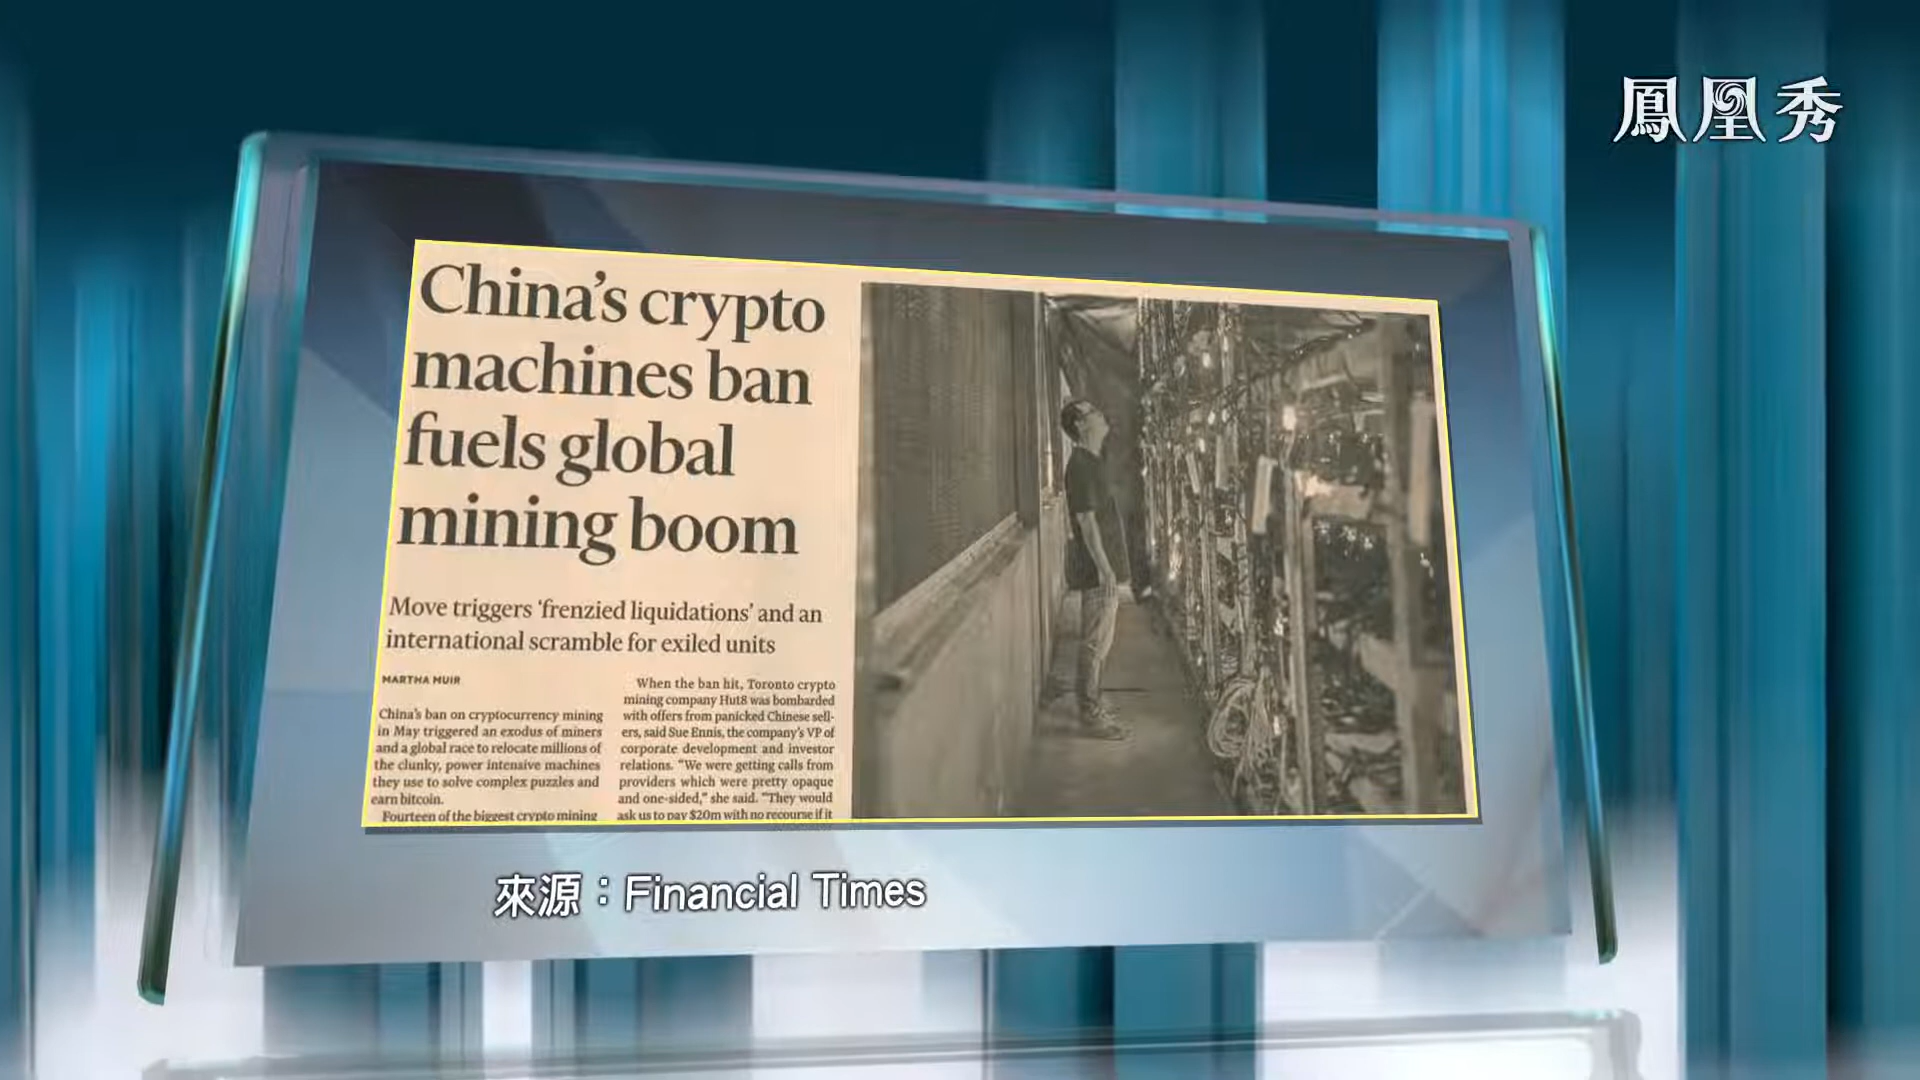 鳳凰秀
China's crypto
machines ban
fuels global
mining boom
Move triggers 'frenzied liquidations' and an
international scramble for exiled units
MARTHA MUIR
China's ban on cryptocurrency mining
in May triggered an exodus of miners
and a global race to relocate millions of
the clunky, power intensive machines
they use to solve complex puzzles and
earn bitcoin.
Fourteen of the biggest crypto mining
When the ban hit, Toronto crypto
mining company Hut8 was bombarded
with offers from panicked Chinese sell-
ers, said Sue Ennis, the company's VP of
corporate development and investor
relations. "We were getting calls from
providers which were pretty opaque
and one-sided," she said. "They would
ask us to pay $20m with no recourse if it
來源：Financial Times